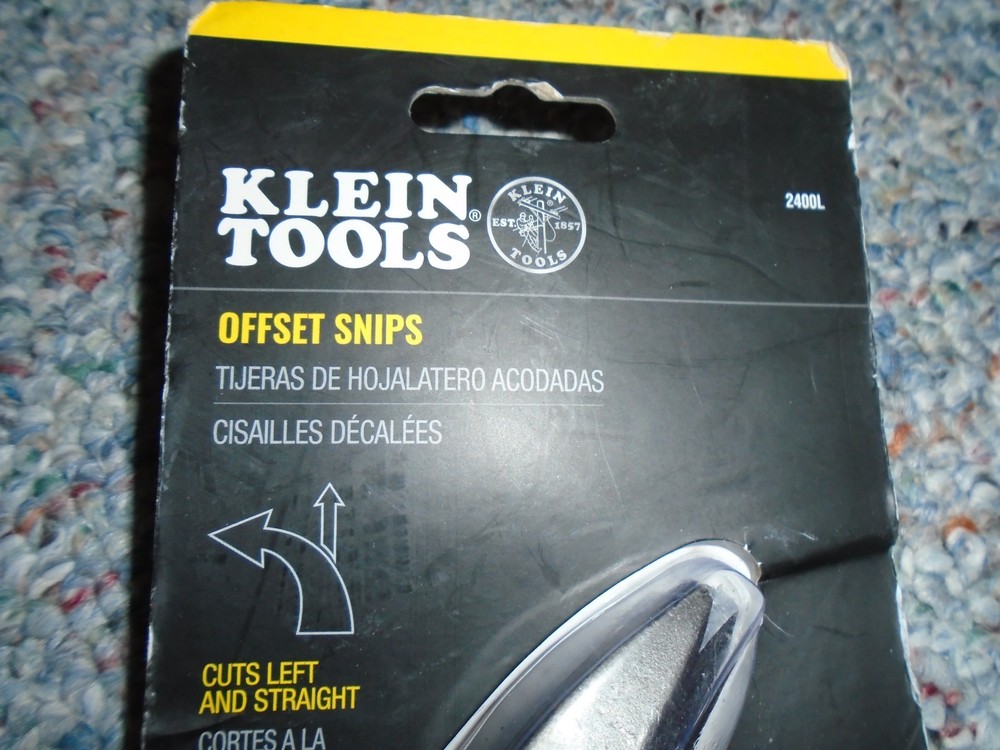 KLEIN
TOOLS®
KLEIN
®
EST. 1857
TOOLS
2400L
OFFSET SNIPS
TIJERAS DE HOJALATERO ACODADAS
CISAILLES DÉCALÉES
CUTS LEFT
AND STRAIGHT
CORTES A LA